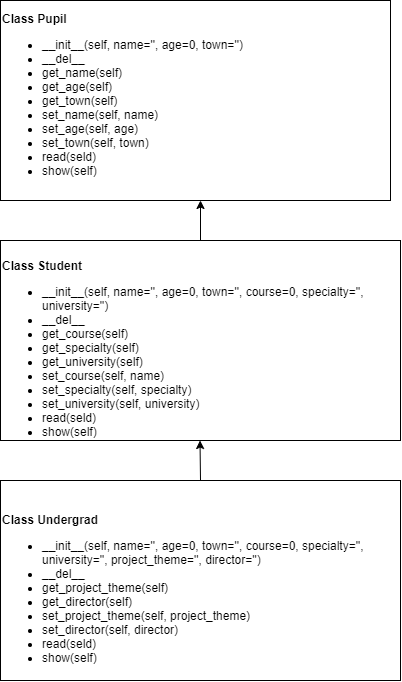 Class Pupil
__init__(self, name='', age=0, town='')
__del__
get_name(self)
get_age(self)
get_town(self)
set_name(self, name)
set_age(self, age)
set_town(self, town)
read(seld)
show(self)
Class Student
__init__(self, name='', age=0, town='', course=0, specialty='',
university='')
__del__
get_course(self)
get_specialty(self)
get_university(self)
set_course(self, name)
set_specialty(self, specialty)
set_university(self, university)
read(seld)
show(self)
Class Undergrad
__init__(self, name='', age=0, town='', course=0, specialty='',
university='', project_theme='', director='')
__del__
get_project_theme(self)
get_director(self)
set_project_theme(self, project_theme)
set_director(self, director)
read(seld)
show(self)